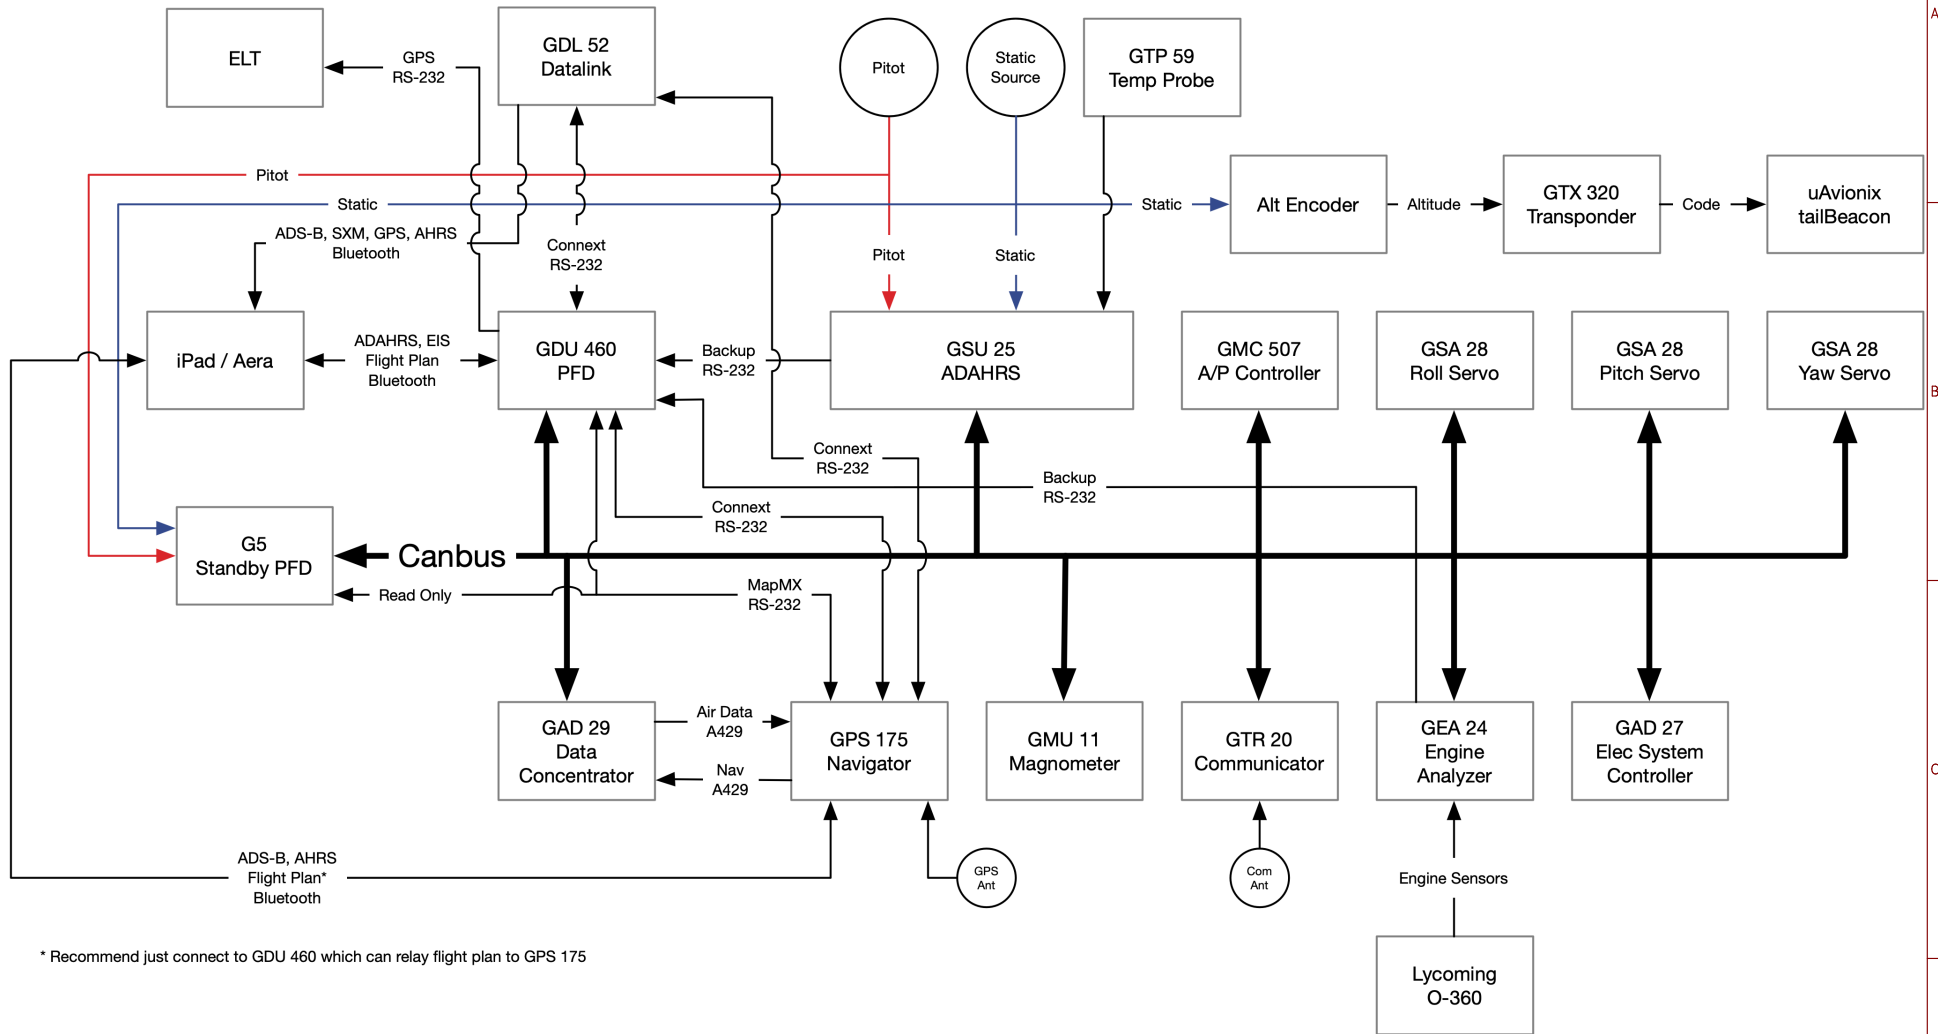 A
ELT
GPS
RS-232
GDL 52
Datalink
Pitot
Static
Source
GTP 59
Temp Probe
Pitot
Static
Static
Alt Encoder
Altitude
GTX 320
Transponder
Code
uAvionix
tailBeacon
ADS-B, SXM, GPS, AHRS
Bluetooth
Connext
RS-232
Pitot
Static
iPad / Aera
ADAHRS, EIS
Flight Plan
Bluetooth
GDU 460
PFD
Backup
RS-232
GSU 25
ADAHRS
GMC 507
A/P Controller
GSA 28
Roll Servo
GSA 28
Pitch Servo
GSA 28
Yaw Servo
B
Connext
RS-232
Backup
RS-232
Connext
RS-232
G5
Standby PFD
Canbus
Read Only
MapMX
RS-232
GAD 29
Data
Concentrator
Air Data
A429
Nav
A429
GPS 175
Navigator
GMU 11
Magnometer
GTR 20
Communicator
GEA 24
Engine
Analyzer
GAD 27
Elec System
Controller
C
ADS-B, AHRS
Flight Plan*
Bluetooth
GPS
Ant
Com
Ant
Engine Sensors
* Recommend just connect to GDU 460 which can relay flight plan to GPS 175
Lycoming
O-360